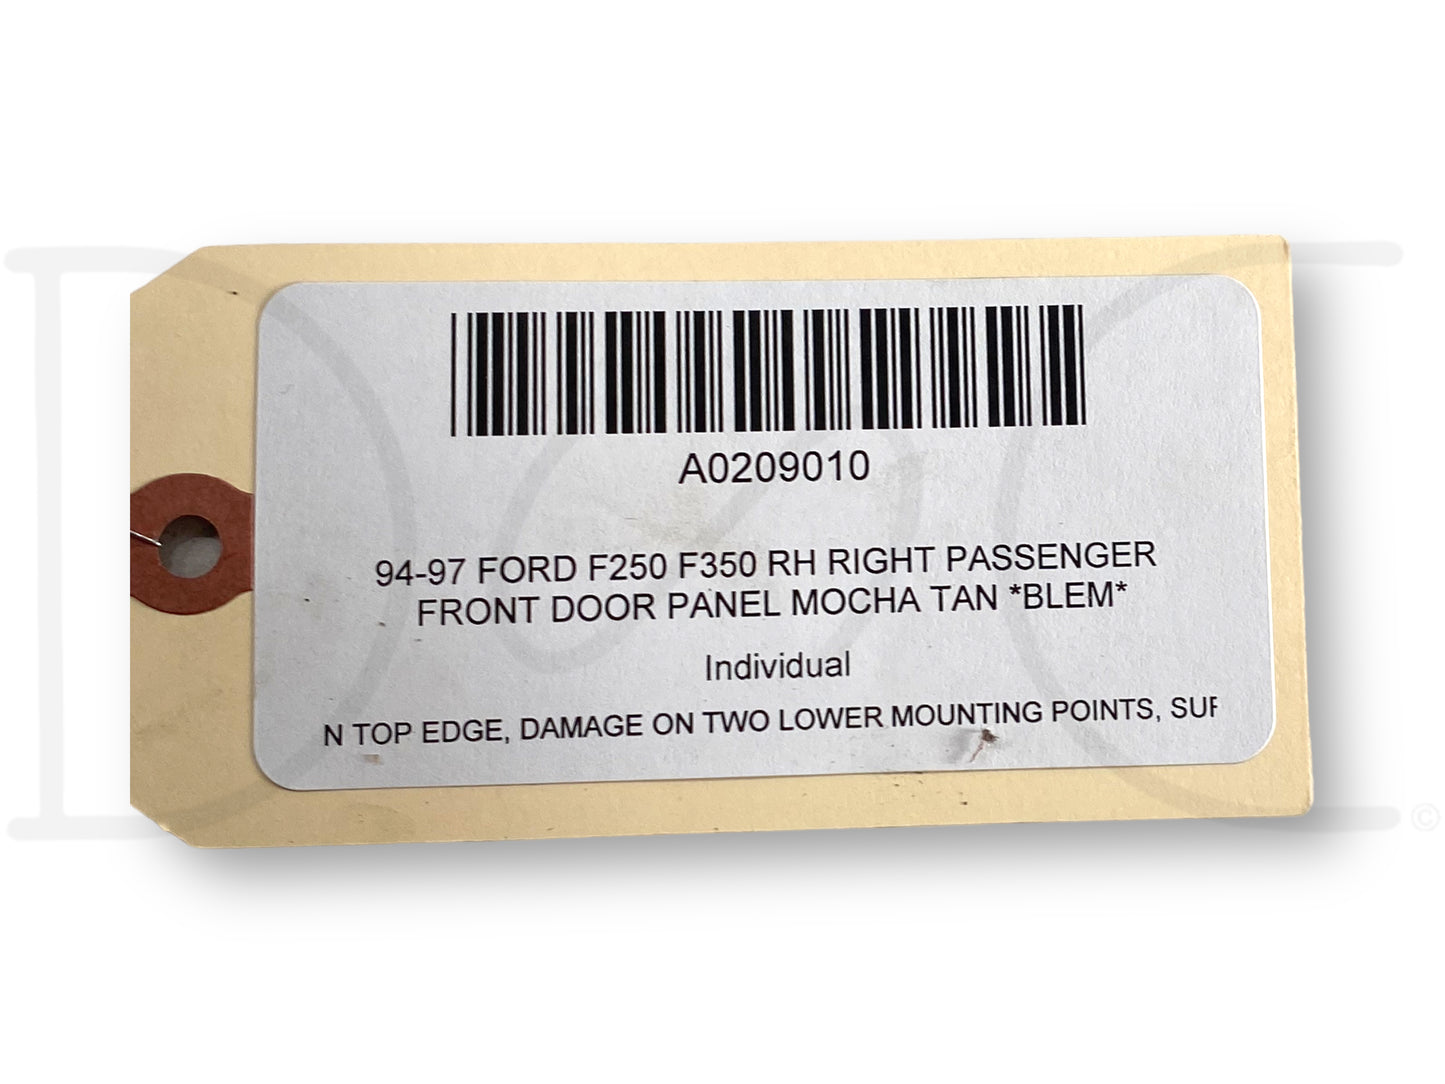 A0209010
94-97 FORD F250 F350 RH RIGHT PASSENGER
FRONT DOOR PANEL MOCHA TAN *BLEM*
Individual
N TOP EDGE, DAMAGE ON TWO LOWER MOUNTING POINTS, SUF
©